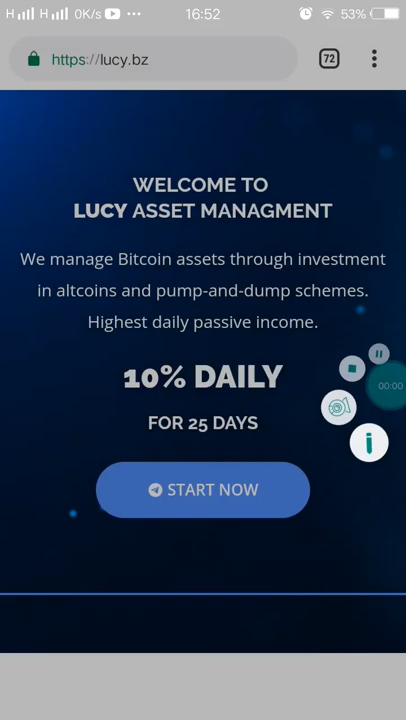 H H 0K/s ... 16:52 53%
https://lucy.bz 72
WELCOME TO
LUCY ASSET MANAGMENT
We manage Bitcoin assets through investment
in altcoins and pump-and-dump schemes.
Highest daily passive income.
10% DAILY
00:00
FOR 25 DAYS
START NOW